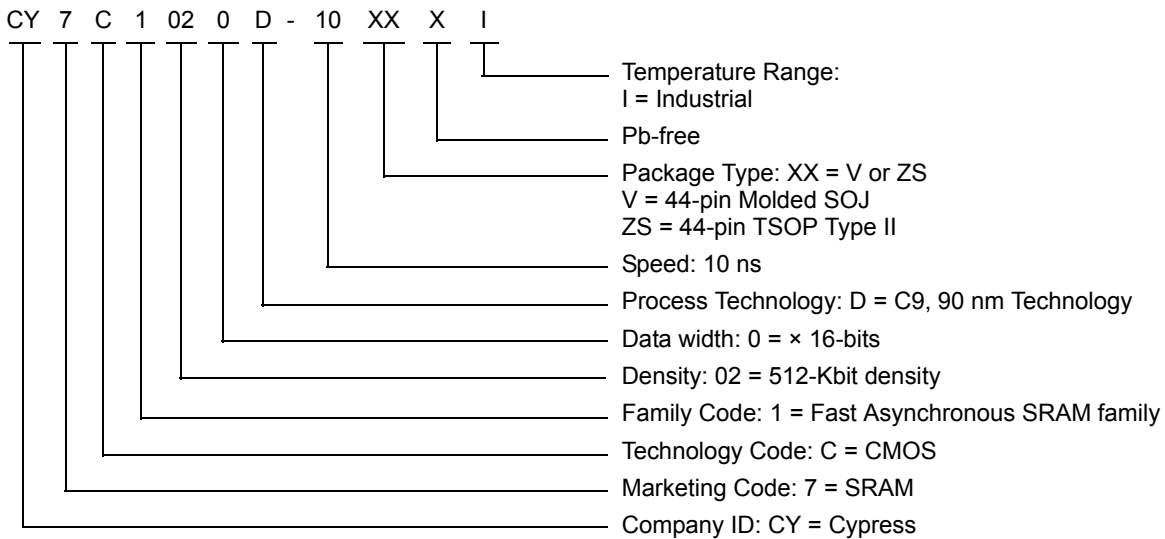 CY 7 C 1 02 0 D - 10 XX X I
Temperature Range:
I = Industrial
Pb-free
Package Type: XX = V or ZS
V = 44-pin Molded SOJ
ZS = 44-pin TSOP Type II
Speed: 10 ns
Process Technology: D = C9, 90 nm Technology
Data width: 0 = × 16-bits
Density: 02 = 512-Kbit density
Family Code: 1 = Fast Asynchronous SRAM family
Technology Code: C = CMOS
Marketing Code: 7 = SRAM
Company ID: CY = Cypress